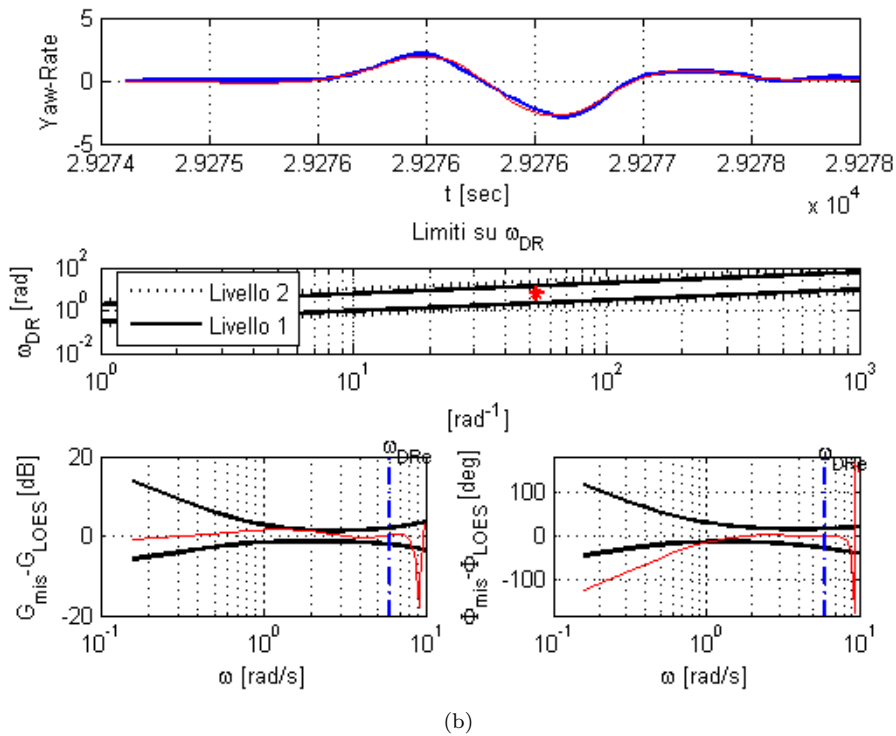 5
0
-5
Yaw-Rate
2.9274 2.9275 2.9276 2.9276 2.9276 2.9277 2.9278 2.9278
t [sec]
x 10^4
Limiti su ω_DR
10^2
10^0
10^-2
ω_DR [rad]
Livello 2
Livello 1
10^0 10^1 10^2 10^3
[rad^-1]
20
0
-20
G_mis-G_LOES [dB]
ω_DRe
10^-1 10^0 10^1
ω [rad/s]
100
0
-100
Φ_mis-Φ_LOES [deg]
ω_DRe
10^-1 10^0 10^1
ω [rad/s]
(b)